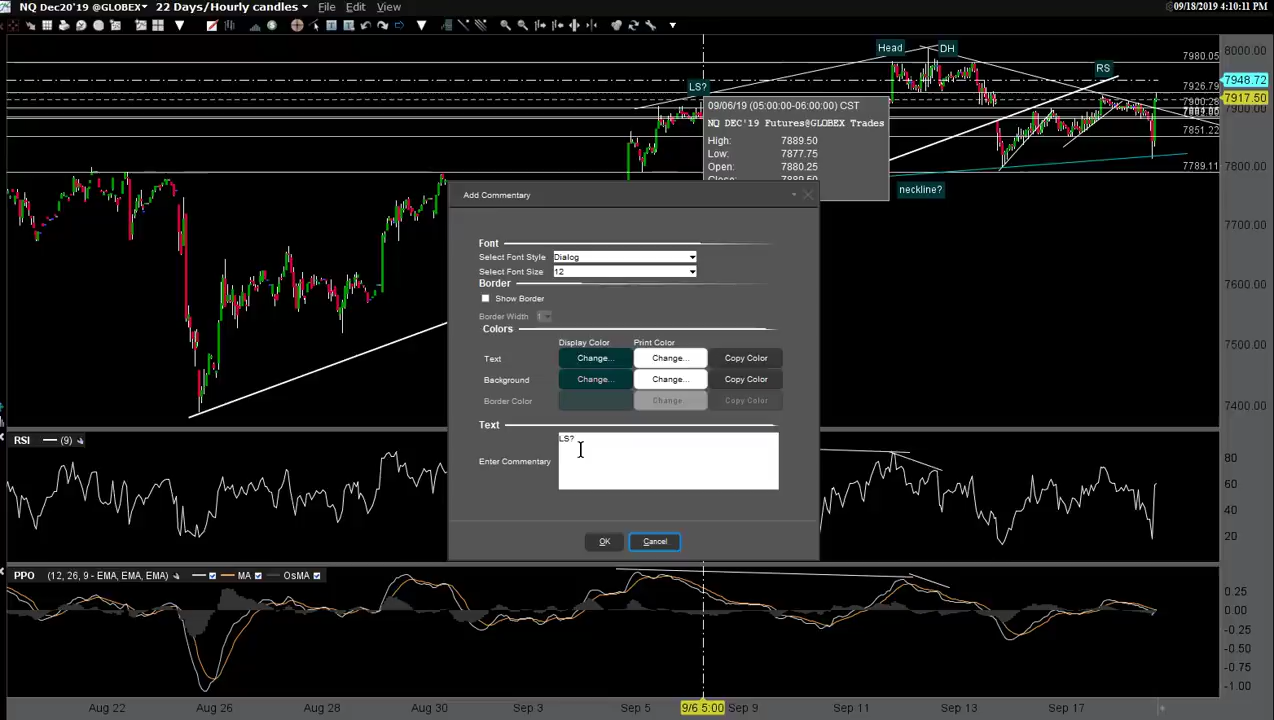 NQ Dec20'19 @GLOBEX 22 Days/Hourly candles File Edit View
09/18/2019 4:10:11 PM
Head DH
RS
LS?
neckline?
8000.00
7980.05
7948.72
7926.79
7917.50
7900.28
7851.22
7800.00
7789.11
7700.00
7600.00
7500.00
7400.00
09/06/19 (05:00:00-06:00:00) CST
NQ DEC'19 Futures@GLOBEX Trades
High: 7889.50
Low: 7877.75
Open: 7880.25
Add Commentary
Font
Select Font Style Dialog
Select Font Size 12
Border
Show Border
Border Width 1
Colors
Display Color Print Color
Text Change... Change... Copy Color
Background Change... Change... Copy Color
Border Color Change Copy Color
Text
Enter Commentary LS?
OK Cancel
RSI (9)
80
60
40
20
PPO (12, 26, 9 - EMA, EMA, EMA) MA OsMA
0.25
0.00
-0.25
-0.50
-0.75
-1.00
Aug 22 Aug 26 Aug 28 Aug 30 Sep 3 Sep 5 9/6 5:00 Sep 9 Sep 11 Sep 13 Sep 17